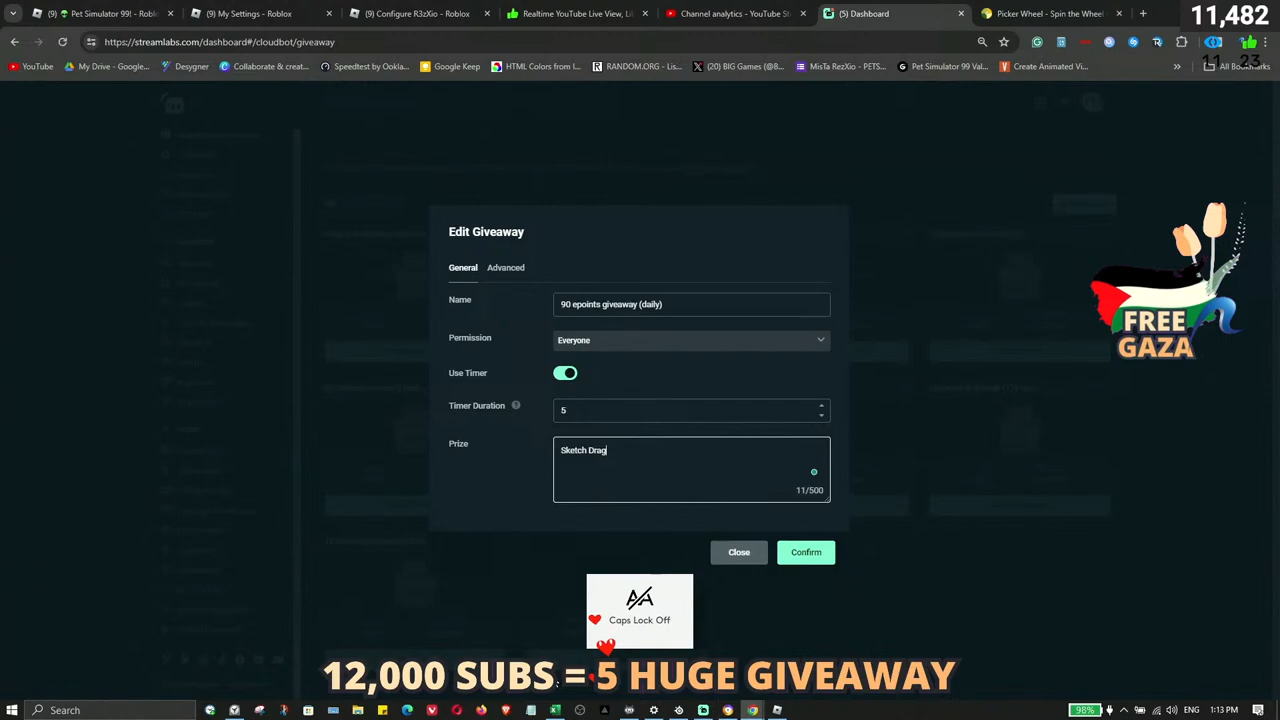 Pet Simulator 99! - Roblox
(9) My Settings - Roblox
(9) Configure R3zXio - Roblox
Realtime YouTube Live View, Li
Channel analytics - YouTube S
(5) Dashboard
Picker Wheel - Spin the Wheel
11,482
https://streamlabs.com/dashboard#/cloudbot/giveaway
YouTube
My Drive - Google...
Desygner
Collaborate & creat...
Speedtest by Ookla...
Google Keep
HTML Colors from I...
RANDOM.ORG - Lis...
(20) BIG Games (@B...
MisTa RezXio - PETS...
Pet Simulator 99 Val...
Create Animated Vi...
All Bookmarks
11 23
Edit Giveaway
General Advanced
Name
90 epoints giveaway (daily)
Permission
Everyone
Use Timer
Timer Duration
5
Prize
Sketch Drag
11/500
Close
Confirm
FREE
GAZA
Caps Lock Off
12,000 SUBS = 5 HUGE GIVEAWAY
Search
98%
1:13 PM